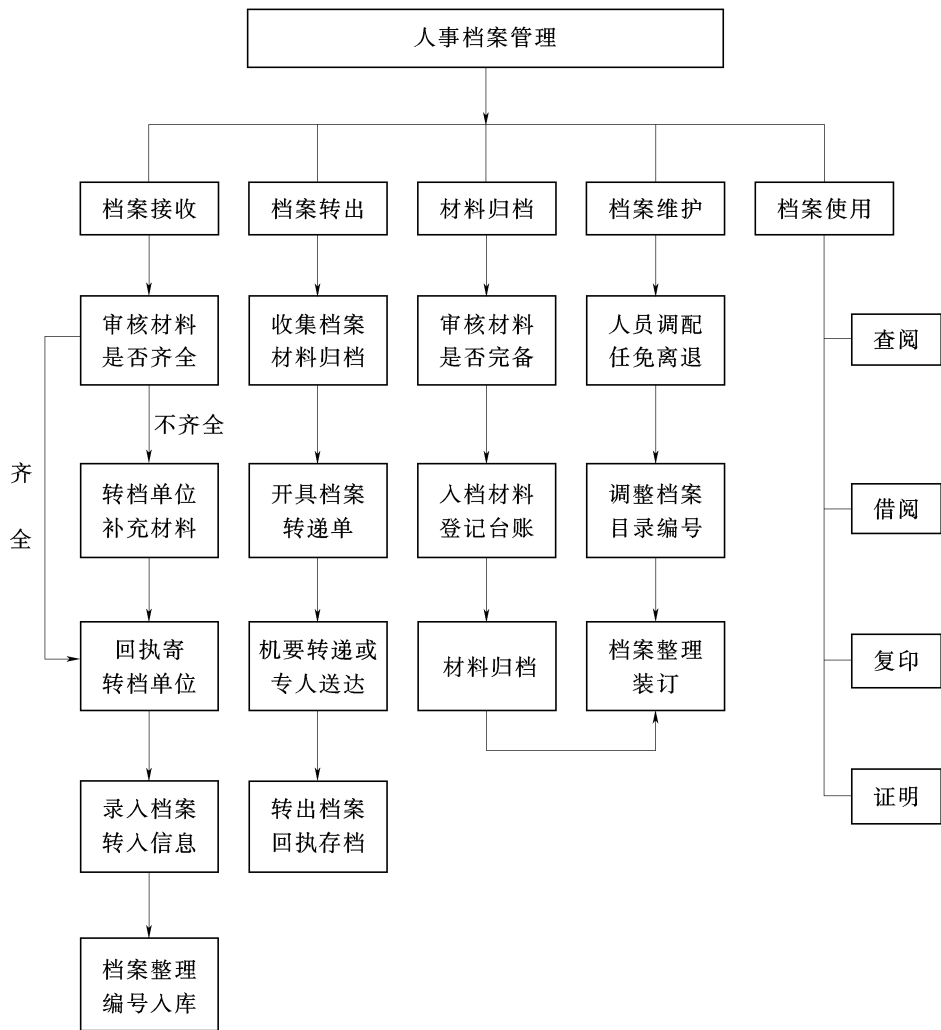 人事档案管理
档案接收
档案转出
材料归档
档案维护
档案使用
审核材料
是否齐全
收集档案
材料归档
审核材料
是否完备
人员调配
任免离退
查阅
不齐全
齐
全
转档单位
补充材料
开具档案
转递单
入档材料
登记台账
调整档案
目录编号
借阅
回执寄
转档单位
机要转递或
专人送达
材料归档
档案整理
装订
复印
录入档案
转入信息
转出档案
回执存档
证明
档案整理
编号入库